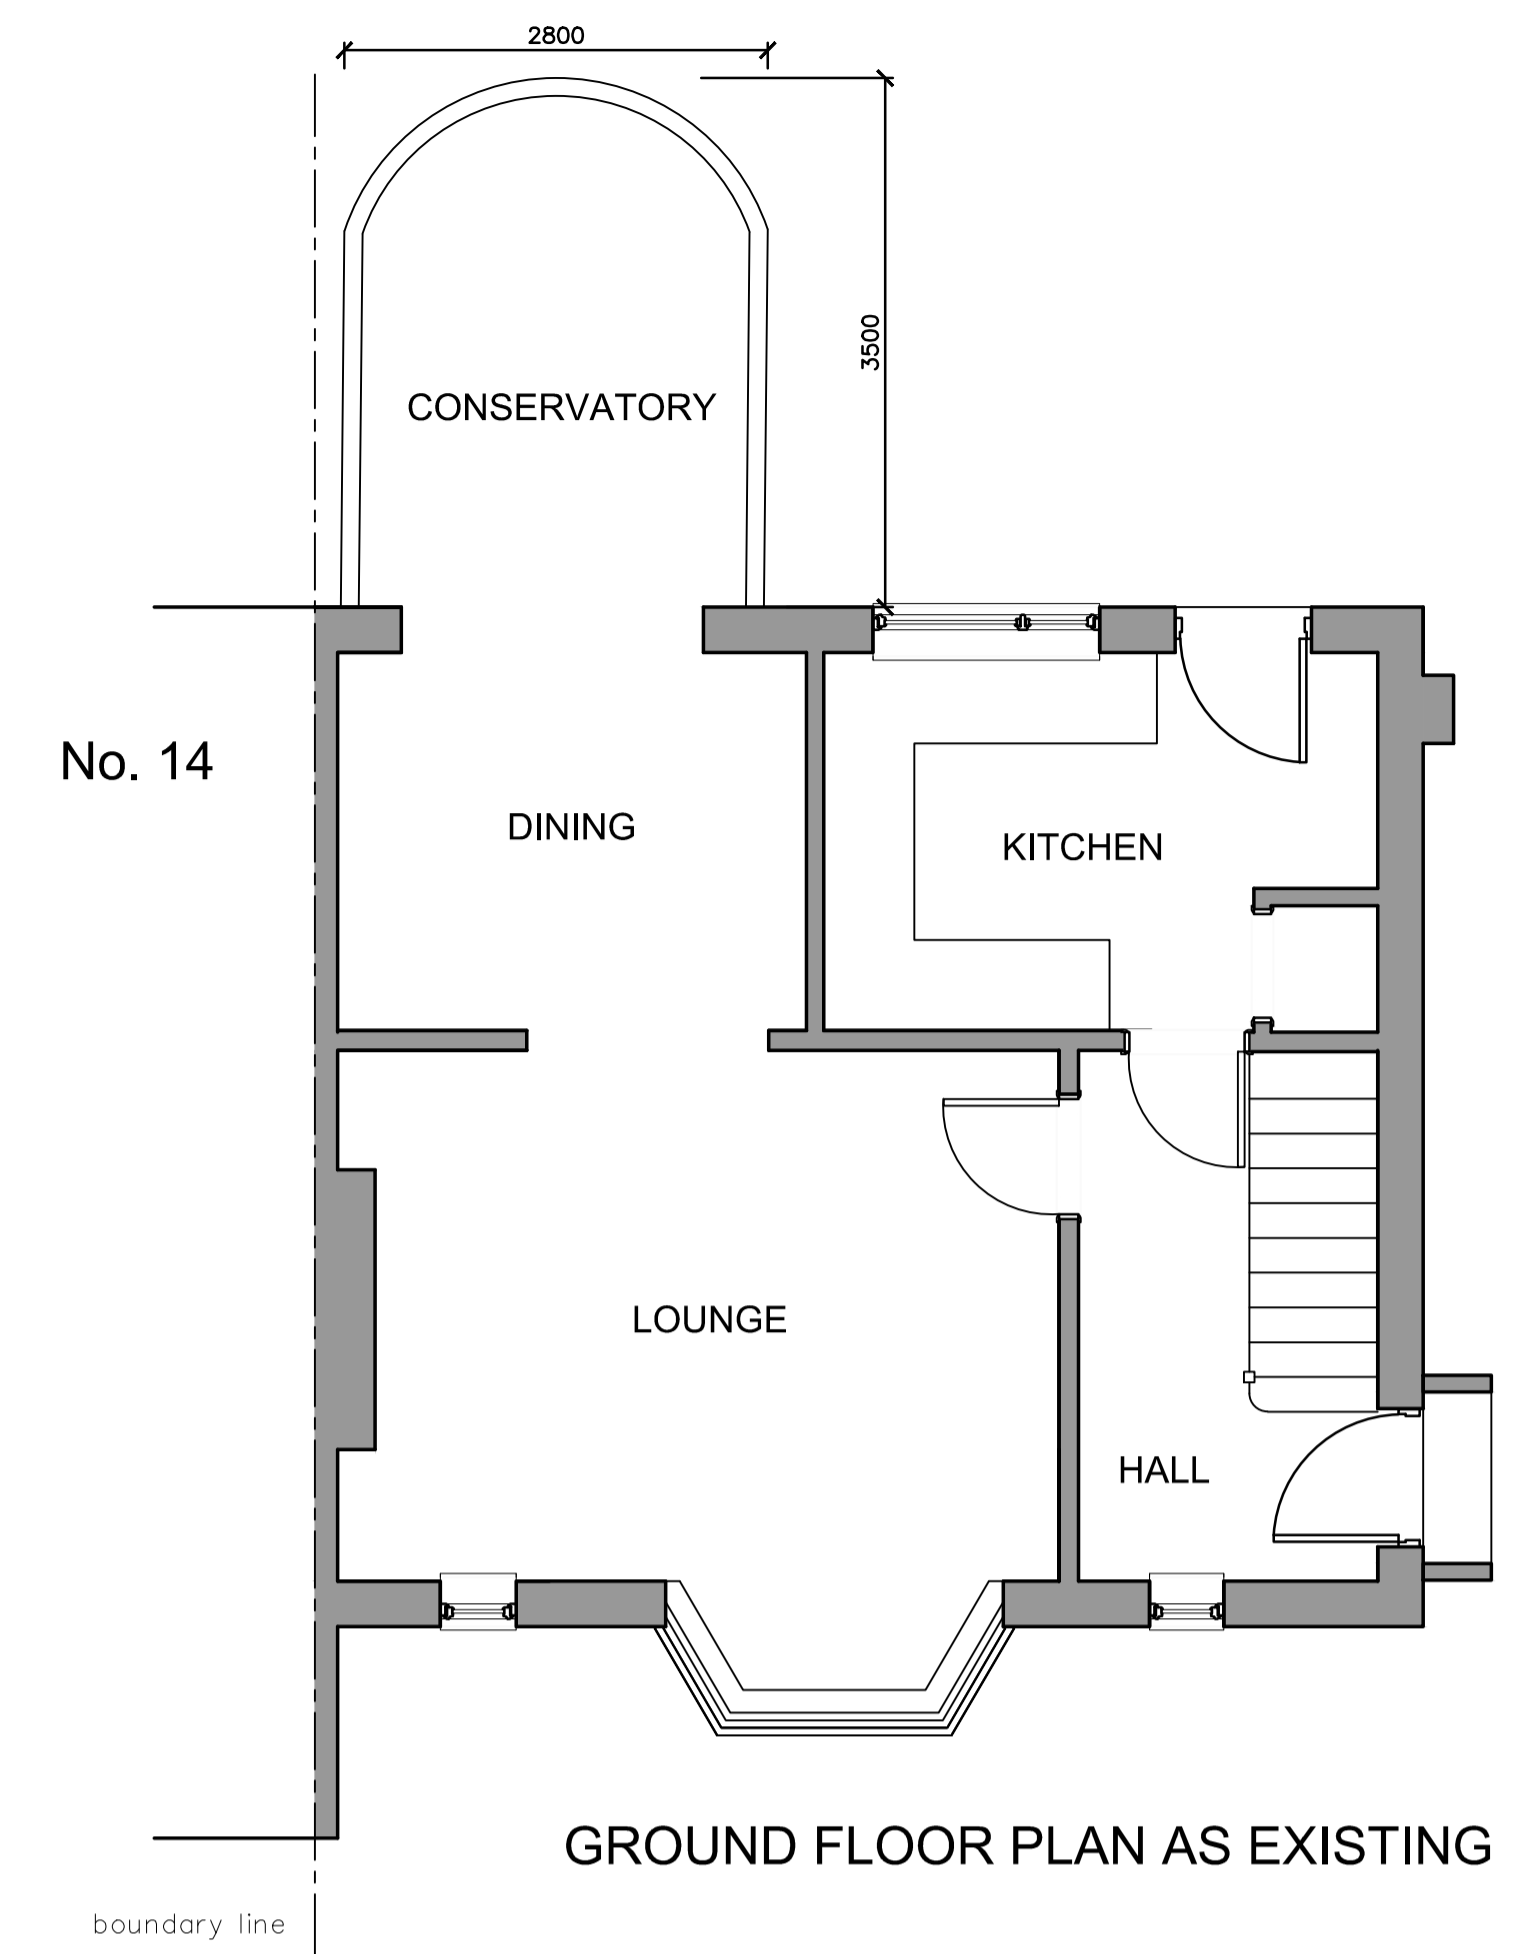 2800
3500
CONSERVATORY
No. 14
DINING
KITCHEN
LOUNGE
HALL
GROUND FLOOR PLAN AS EXISTING
boundary line